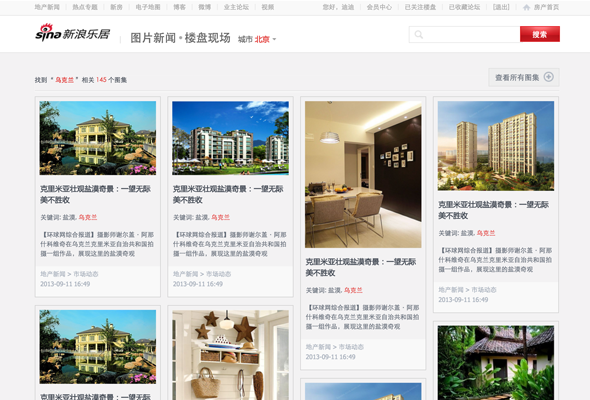 地产新闻 热点专题 新房 电子地图 博客 微博 业主论坛 视频 您好，迪迪 会员中心 已关注楼盘 已收藏论坛 [退出] 房产首页
sina 新浪乐居 图片新闻·楼盘现场 城市 北京 搜索
找到 “乌克兰” 相关 145 个图集 查看所有图集
克里米亚壮观盐漠奇景：一望无际
美不胜收
关键词: 盐漠, 乌克兰
【环球网综合报道】摄影师谢尔盖·阿那
什科维奇在乌克兰克里米亚自治共和国拍
摄一组作品，展现这里的盐漠奇观
地产新闻 > 市场动态
2013-09-11 16:49
克里米亚壮观盐漠奇景：一望无际
美不胜收
关键词: 盐漠, 乌克兰
【环球网综合报道】摄影师谢尔盖·阿那
什科维奇在乌克兰克里米亚自治共和国拍
摄一组作品，展现这里的盐漠奇观
地产新闻 > 市场动态
2013-09-11 16:49
克里米亚壮观盐漠奇景：一望无际
美不胜收
关键词: 盐漠, 乌克兰
【环球网综合报道】摄影师谢尔盖·阿那
什科维奇在乌克兰克里米亚自治共和国拍
摄一组作品，展现这里的盐漠奇观
地产新闻 > 市场动态
2013-09-11 16:49
克里米亚壮观盐漠奇景：一望无际
美不胜收
关键词: 盐漠, 乌克兰
【环球网综合报道】摄影师谢尔盖·阿那
什科维奇在乌克兰克里米亚自治共和国拍
摄一组作品，展现这里的盐漠奇观
地产新闻 > 市场动态
2013-09-11 16:49
克里米亚壮观盐漠奇景：一望无际